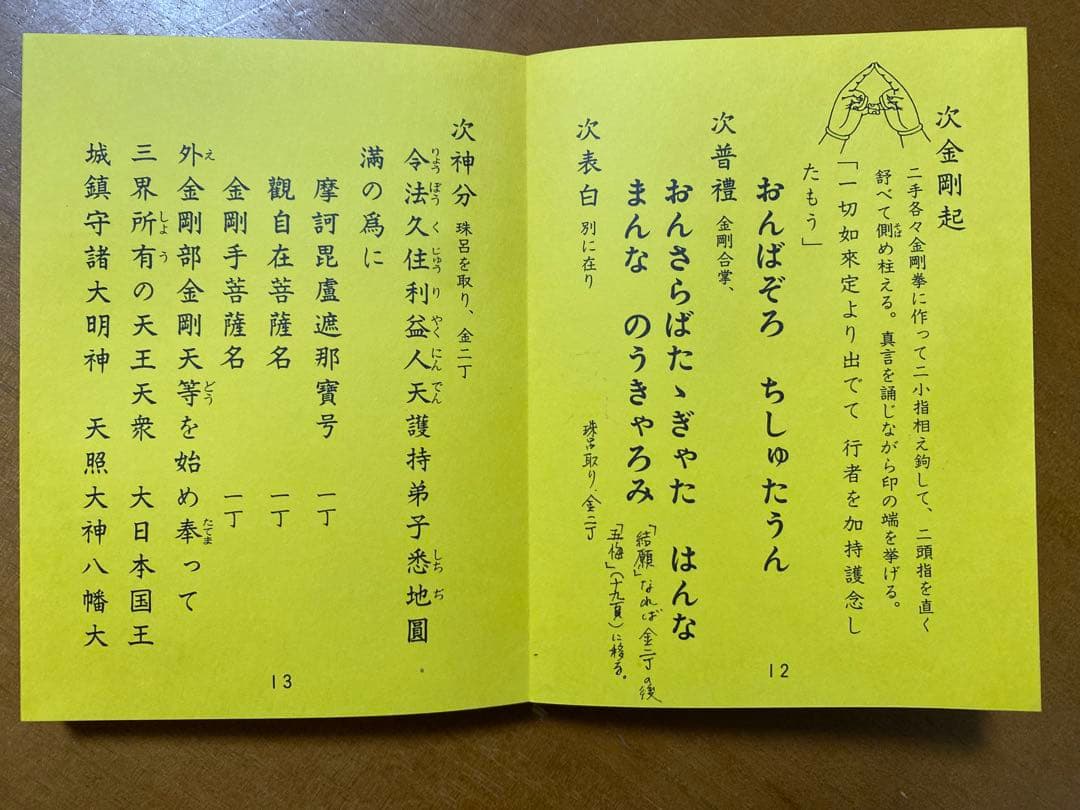 次金剛起
二手各々金剛拳に作って二小指相え鉤して、二頭指を直く
舒べて側め柱える。真言を誦じながら印の端を挙げる。
「一切如來定より出でて 行者を加持護念し
たもう」
おんばぞろ ちしゅたうん
次普禮 金剛合掌、
おんさらばたゝぎゃた はんな
まんな のうきゃろみ
「結願」なれば金二丁の後
「五悔」(十九頁)に移る。
次表白 別に在り
珠呂取り、金二丁
12
次神分 珠呂を取り、金二丁
令法久住利益人天護持弟子悉地圓
満の爲に
摩訶毘盧遮那寶号 一丁
觀自在菩薩名 一丁
金剛手菩薩名 一丁
外金剛部金剛天等を始め奉って
三界所有の天王天衆 大日本国王
城鎮守諸大明神 天照大神八幡大
13